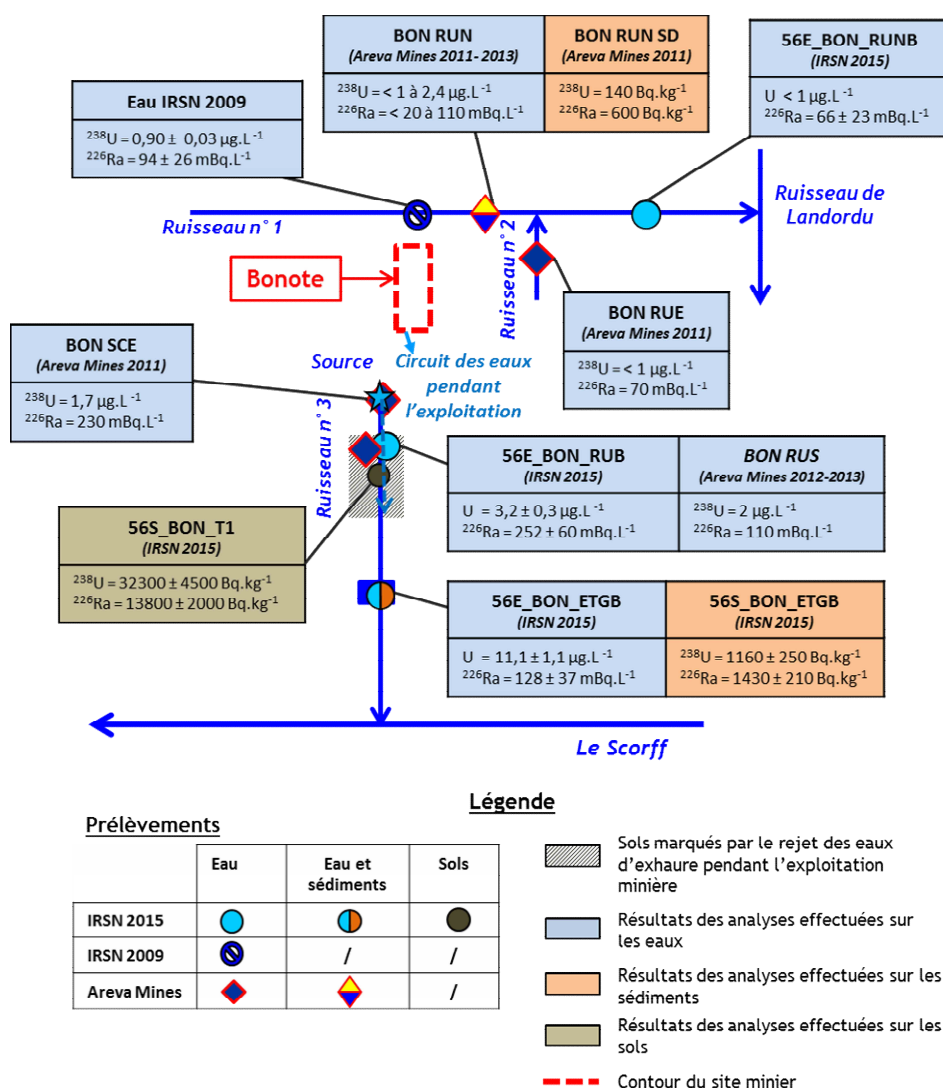 BON RUN
(Areva Mines 2011- 2013)
²³⁸U = < 1 à 2,4 µg.L⁻¹
²²⁶Ra = < 20 à 110 mBq.L⁻¹
BON RUN SD
(Areva Mines 2011)
²³⁸U = 140 Bq.kg⁻¹
²²⁶Ra = 600 Bq.kg⁻¹
56E_BON_RUNB
(IRSN 2015)
U < 1 µg.L⁻¹
²²⁶Ra = 66 ± 23 mBq.L⁻¹
Eau IRSN 2009
²³⁸U = 0,90 ± 0,03 µg.L⁻¹
²²⁶Ra = 94 ± 26 mBq.L⁻¹
Ruisseau n° 1
Ruisseau n° 2
Ruisseau de
Landordu
Bonote
BON RUE
(Areva Mines 2011)
²³⁸U = < 1 µg.L⁻¹
²²⁶Ra = 70 mBq.L⁻¹
BON SCE
(Areva Mines 2011)
²³⁸U = 1,7 µg.L⁻¹
²²⁶Ra = 230 mBq.L⁻¹
Source
Circuit des eaux
pendant
l'exploitation
Ruisseau n° 3
56E_BON_RUB
(IRSN 2015)
U = 3,2 ± 0,3 µg.L⁻¹
²²⁶Ra = 252 ± 60 mBq.L⁻¹
BON RUS
(Areva Mines 2012-2013)
²³⁸U = 2 µg.L⁻¹
²²⁶Ra = 110 mBq.L⁻¹
56S_BON_T1
(IRSN 2015)
²³⁸U = 32300 ± 4500 Bq.kg⁻¹
²²⁶Ra = 13800 ± 2000 Bq.kg⁻¹
56E_BON_ETGB
(IRSN 2015)
U = 11,1 ± 1,1 µg.L⁻¹
²²⁶Ra = 128 ± 37 mBq.L⁻¹
56S_BON_ETGB
(IRSN 2015)
²³⁸U = 1160 ± 250 Bq.kg⁻¹
²²⁶Ra = 1430 ± 210 Bq.kg⁻¹
Le Scorff
Légende
Prélèvements
Eau
Eau et
sédiments
Sols
IRSN 2015
IRSN 2009
/
/
Areva Mines
/
Sols marqués par le rejet des eaux
d'exhaure pendant l'exploitation
minière
Résultats des analyses effectuées sur
les eaux
Résultats des analyses effectuées sur les
sédiments
Résultats des analyses effectuées sur les
sols
Contour du site minier